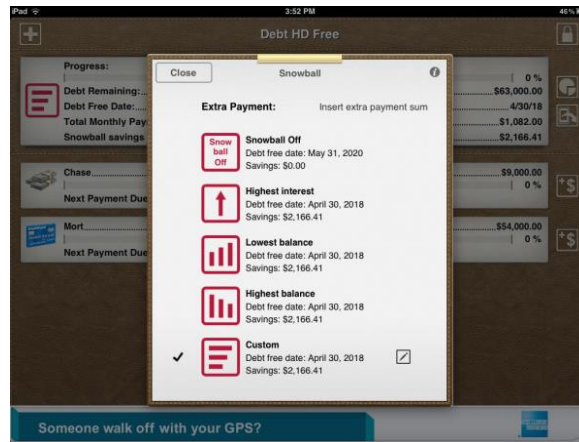 iPad
3:52 PM
46%
Debt HD Free
Progress:
0 %
Debt Remaining:...
$63,000.00
Debt Free Date:...
4/30/18
Total Monthly Pay
$1,082.00
Snowball savings
$2,166.41
Chase
$9,000.00
0 %
Next Payment Due
Mort
$54,000.00
0 %
Next Payment Due
+$
+$
Close
Snowball
Extra Payment:
Insert extra payment sum
Snow
ball
Off
Snowball Off
Debt free date: May 31, 2020
Savings: $0.00
Highest interest
Debt free date: April 30, 2018
Savings: $2,166.41
Lowest balance
Debt free date: April 30, 2018
Savings: $2,166.41
Highest balance
Debt free date: April 30, 2018
Savings: $2,166.41
Custom
Debt free date: April 30, 2018
Savings: $2,166.41
Someone walk off with your GPS?